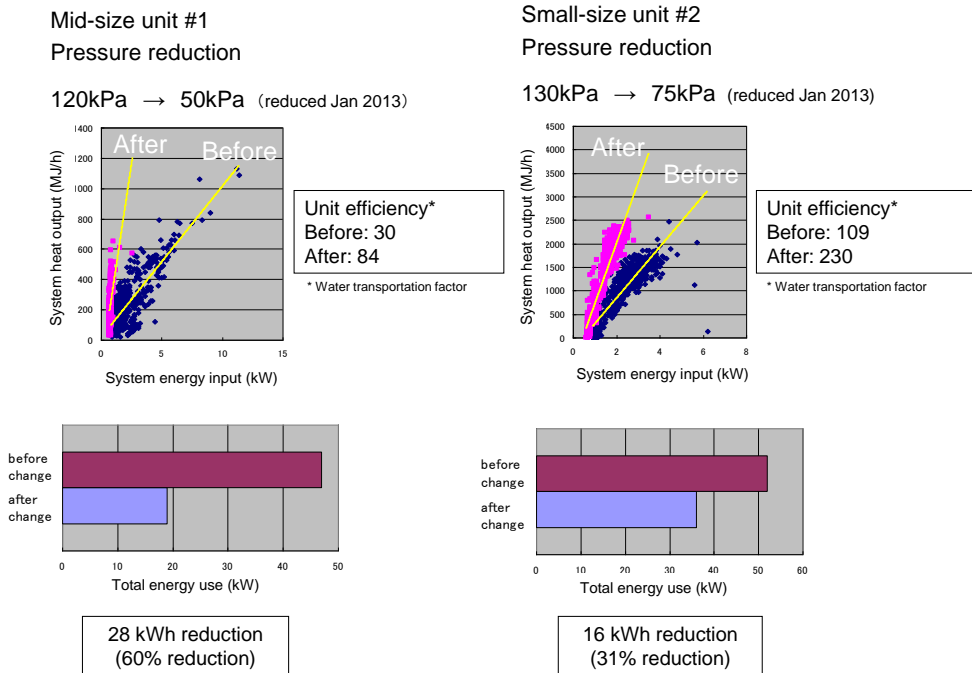 Mid-size unit #1
Pressure reduction
120kPa → 50kPa (reduced Jan 2013)
System heat output (MJ/h)
1400
1200
1000
800
600
400
200
0
After
Before
0 5 10 15
System energy input (kW)
Unit efficiency*
Before: 30
After: 84
* Water transportation factor
before
change
after
change
0 10 20 30 40 50
Total energy use (kW)
28 kWh reduction
(60% reduction)
Small-size unit #2
Pressure reduction
130kPa → 75kPa (reduced Jan 2013)
System heat output (MJ/h)
4500
4000
3500
3000
2500
2000
1500
1000
500
0
After
Before
0 2 4 6 8
System energy input (kW)
Unit efficiency*
Before: 109
After: 230
* Water transportation factor
before
change
after
change
0 10 20 30 40 50 60
Total energy use (kW)
16 kWh reduction
(31% reduction)